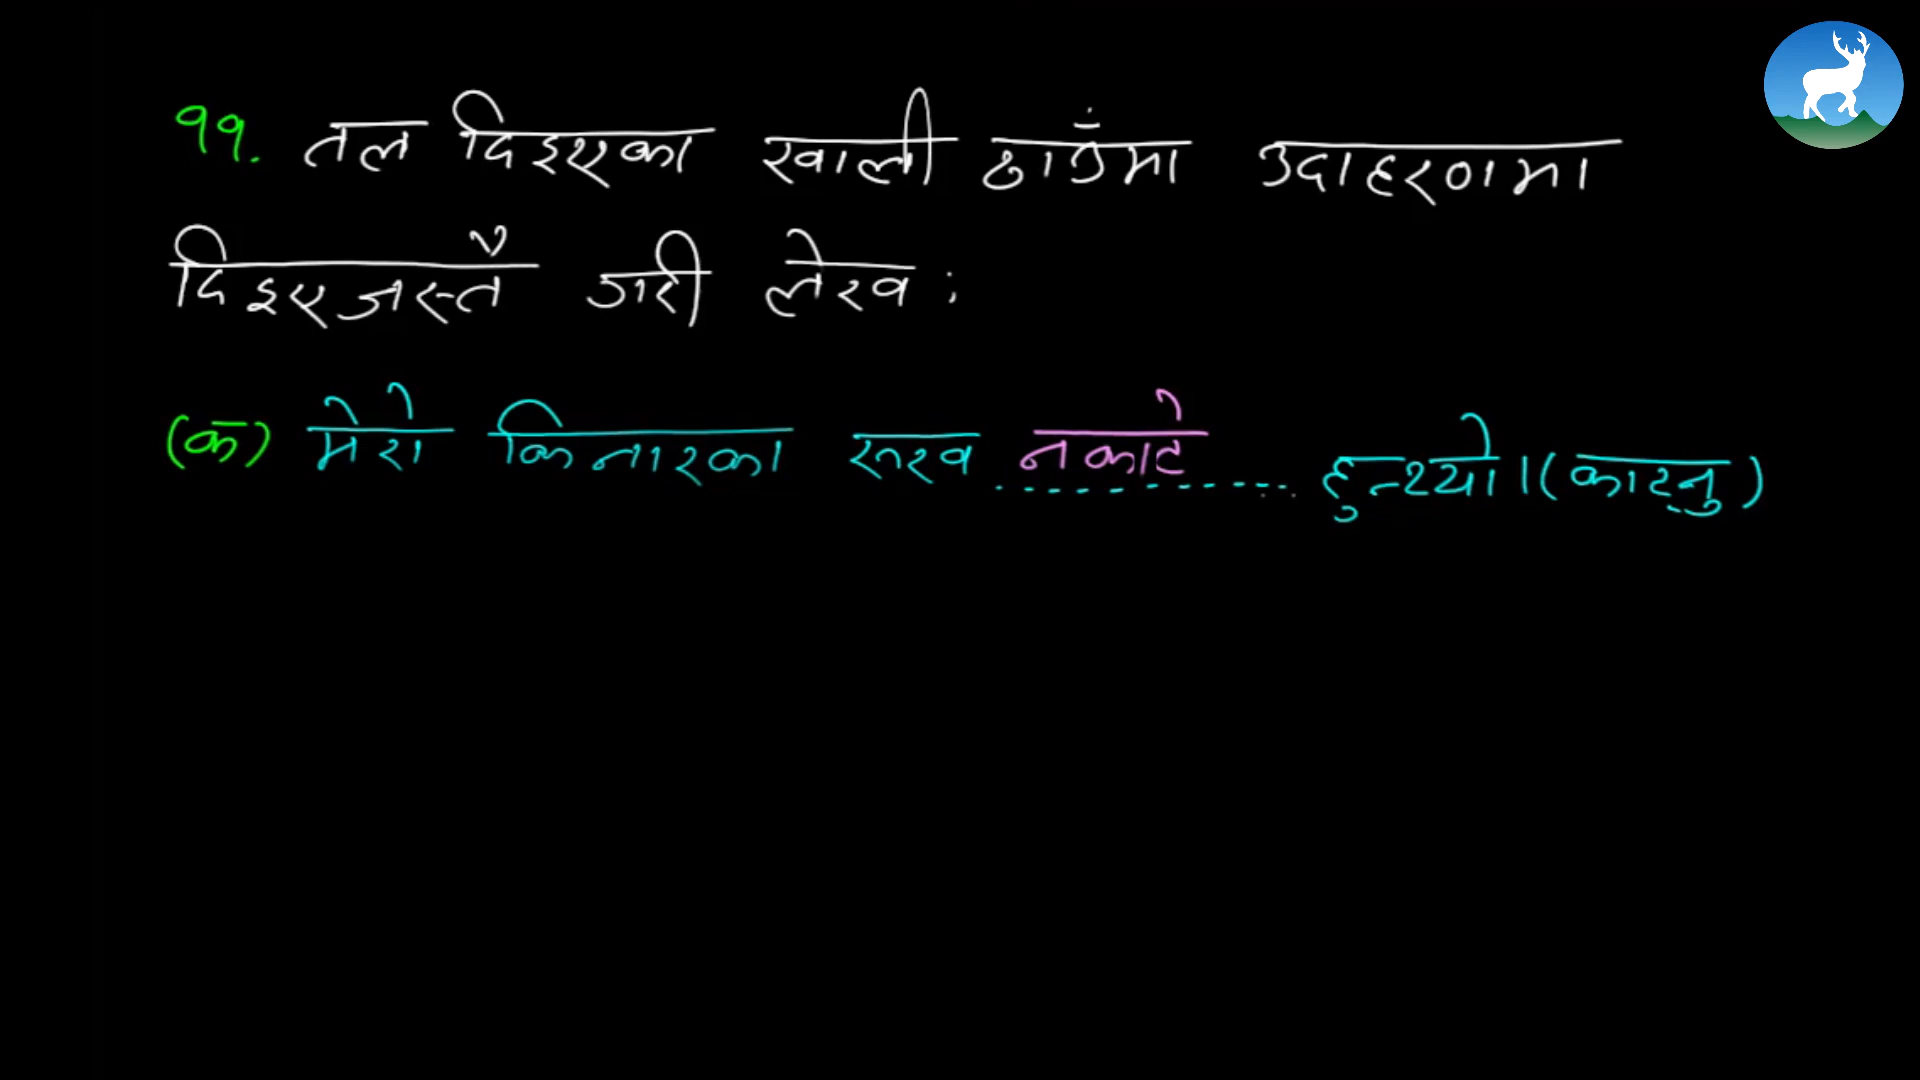 ११. तल दिइएका खाली ठाउँमा उदाहरणमा
दिइएजस्तै गरी लेख :
(क) मेरो किनारका रूख नकाटे ........... हुन्थ्यो । (काट्नु)